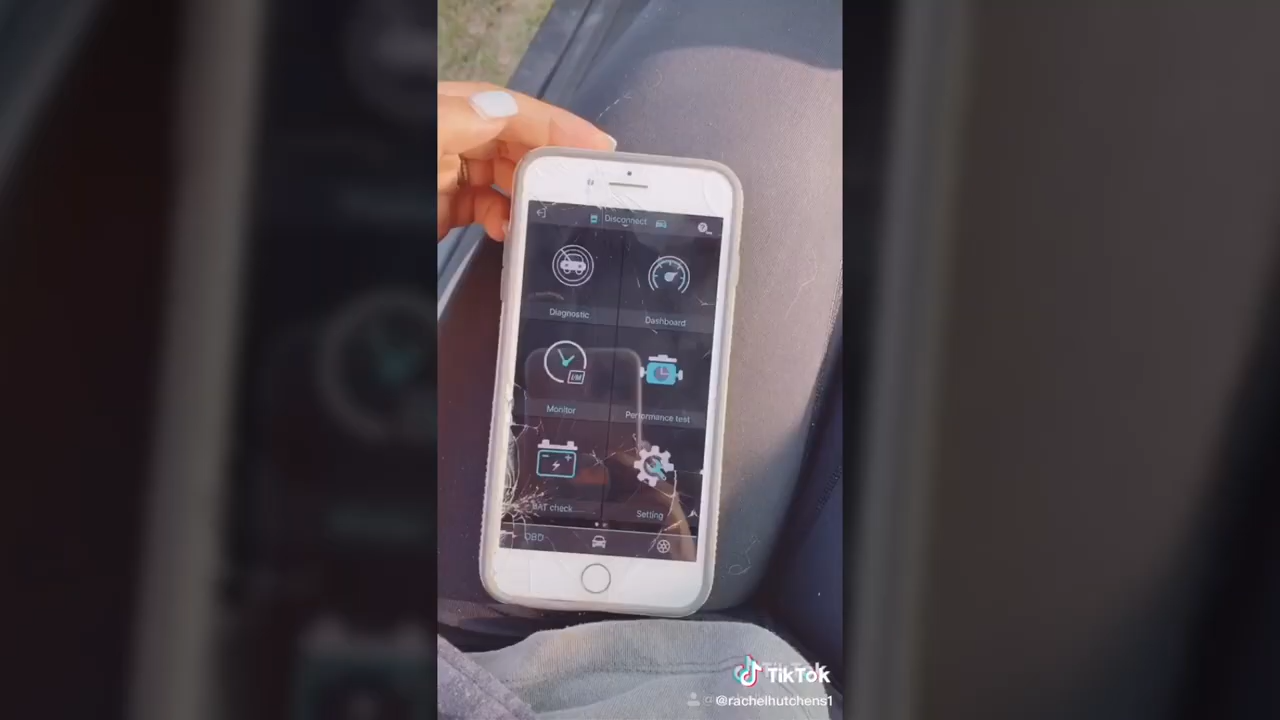 Disconnect
Diagnostic
Dashboard
Monitor
I/M
Performance test
BAT check
Setting
OBD
TikTok
@rachelhutchens1